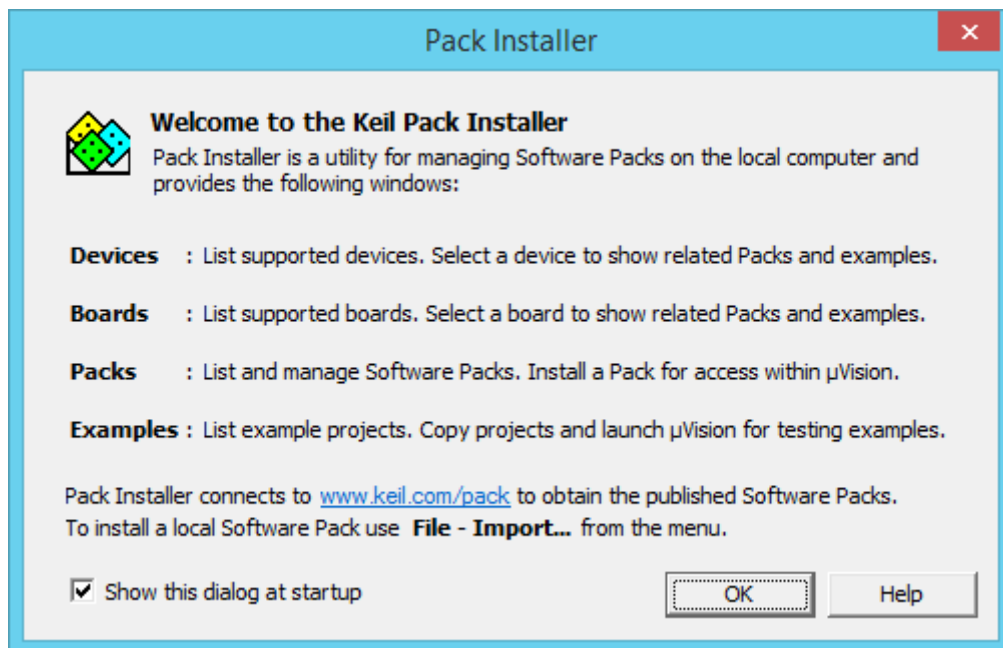 Pack Installer
Welcome to the Keil Pack Installer
Pack Installer is a utility for managing Software Packs on the local computer and
provides the following windows:
Devices : List supported devices. Select a device to show related Packs and examples.
Boards : List supported boards. Select a board to show related Packs and examples.
Packs : List and manage Software Packs. Install a Pack for access within µVision.
Examples : List example projects. Copy projects and launch µVision for testing examples.
Pack Installer connects to www.keil.com/pack to obtain the published Software Packs.
To install a local Software Pack use File - Import... from the menu.
Show this dialog at startup
OK
Help